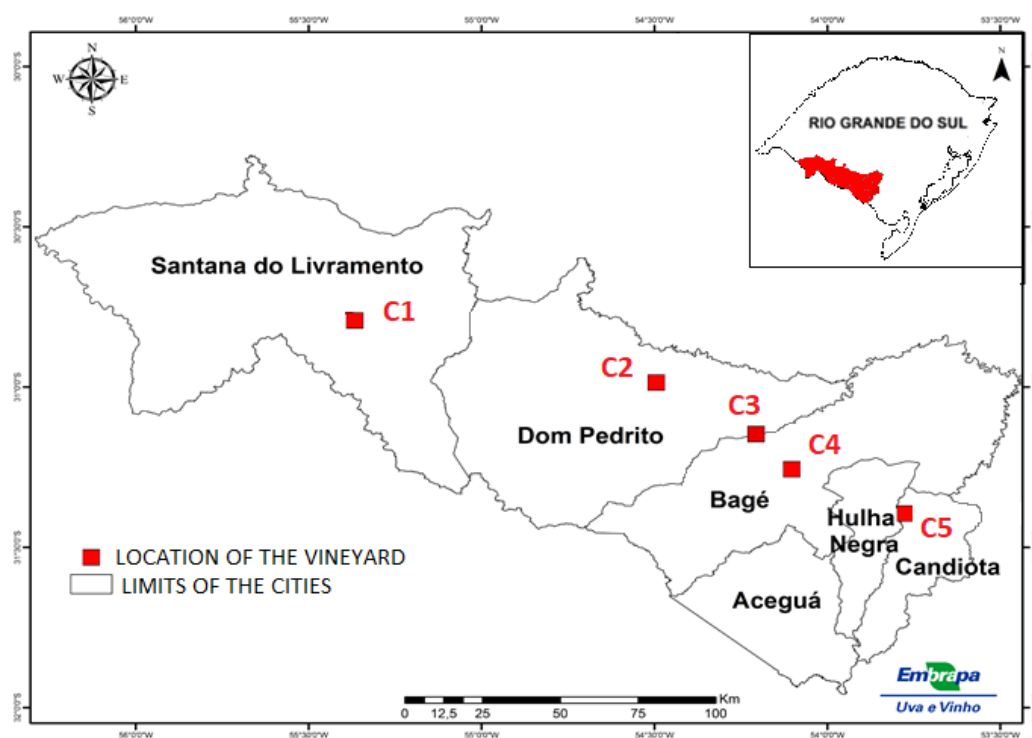 56°0'0"W 55°30'0"W 55°0'0"W 54°30'0"W 54°0'0"W 53°30'0"W
N
W E
S
N
RIO GRANDE DO SUL
30°0'0"S
30°30'0"S
31°0'0"S
31°30'0"S
32°0'0"S
Santana do Livramento
C1
C2
C3
Dom Pedrito
C4
Bagé
Hulha
Negra
C5
Candiota
Aceguá
LOCATION OF THE VINEYARD
LIMITS OF THE CITIES
Km
0 12,5 25 50 75 100
Embrapa
Uva e Vinho